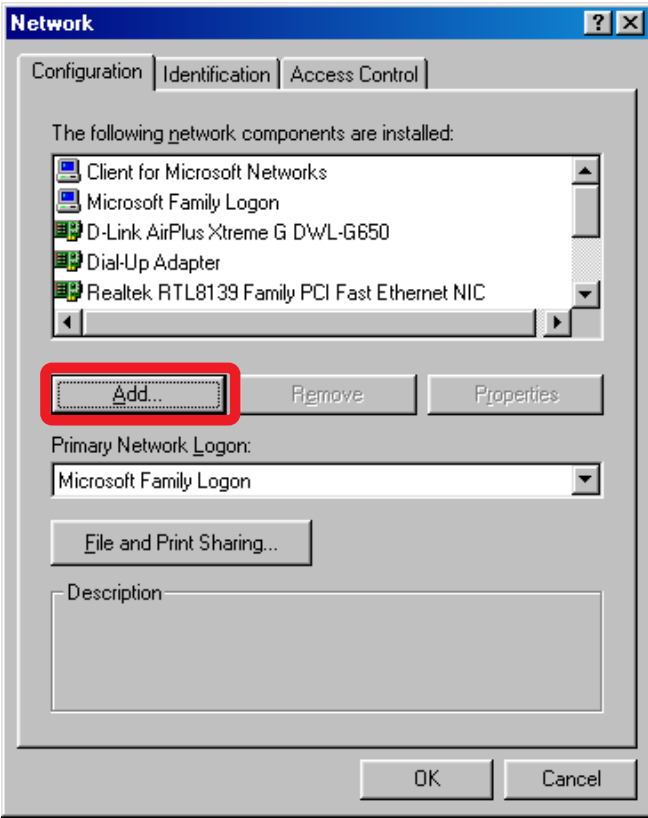 Network
Configuration Identification Access Control
The following network components are installed:
Client for Microsoft Networks
Microsoft Family Logon
D-Link AirPlus Xtreme G DWL-G650
Dial-Up Adapter
Realtek RTL8139 Family PCI Fast Ethernet NIC
Add... Remove Properties
Primary Network Logon:
Microsoft Family Logon
File and Print Sharing...
Description
OK Cancel